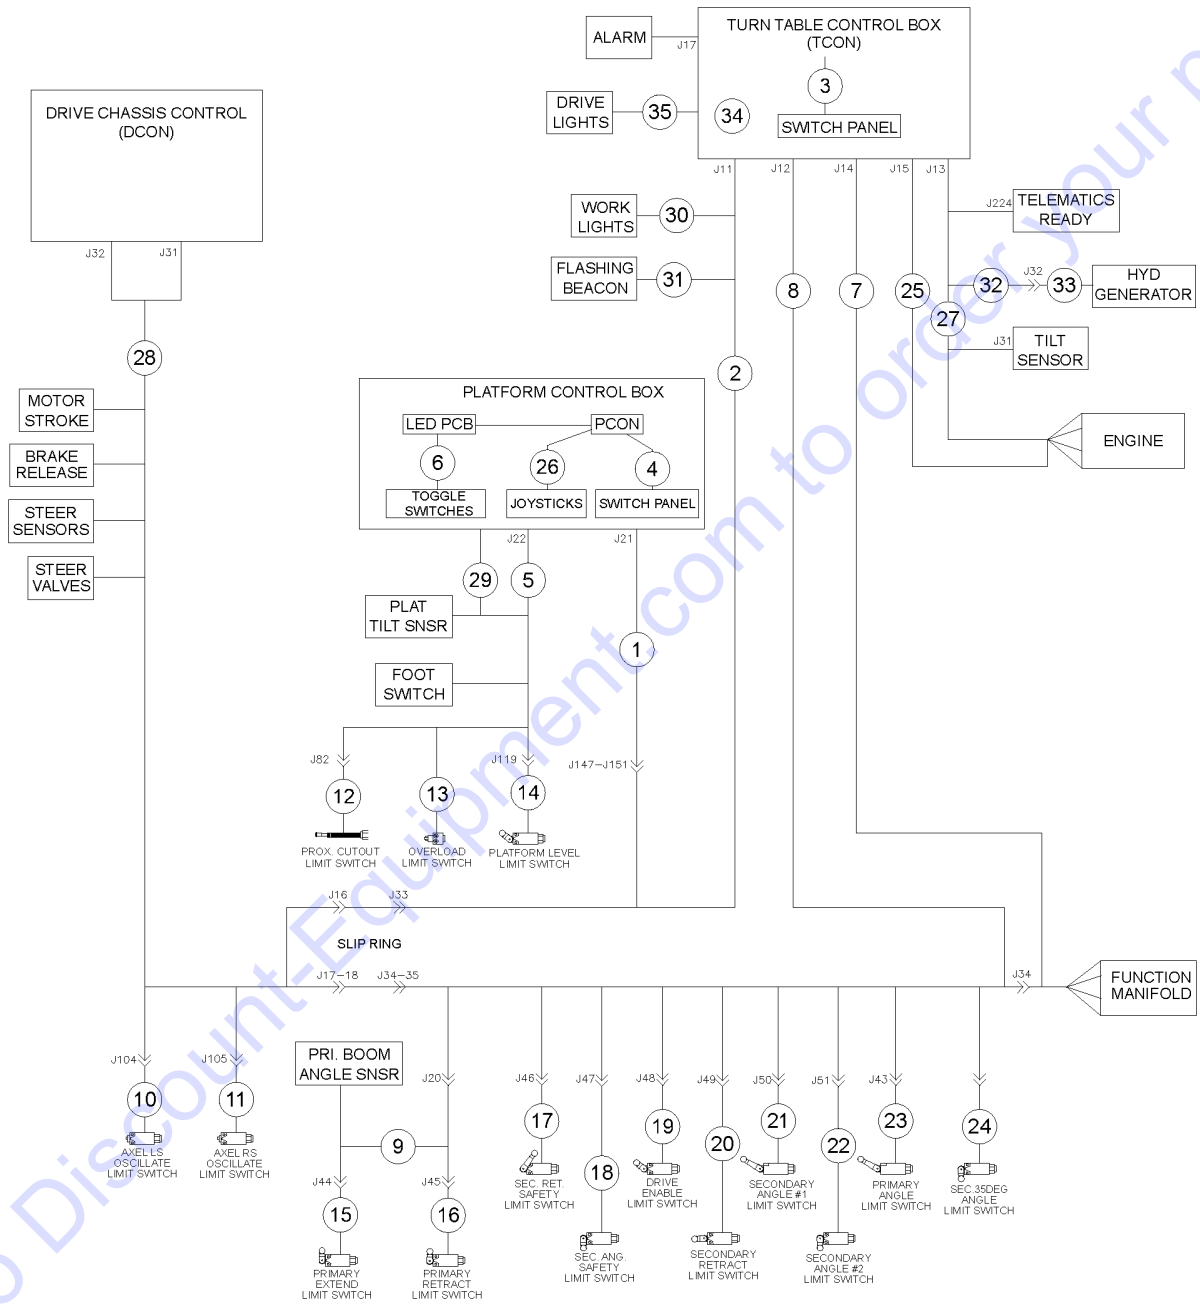 TURN TABLE CONTROL BOX
(TCON)
ALARM
J17
3
DRIVE
LIGHTS
35
34
SWITCH PANEL
DRIVE CHASSIS CONTROL
(DCON)
J11
J12
J14
J15
J13
WORK
LIGHTS
30
J224
TELEMATICS
READY
J32
J31
FLASHING
BEACON
31
8
7
25
32
J32
33
HYD
GENERATOR
27
28
J31
TILT
SENSOR
2
MOTOR
STROKE
PLATFORM CONTROL BOX
LED PCB
PCON
ENGINE
BRAKE
RELEASE
6
26
4
TOGGLE
SWITCHES
JOYSTICKS
SWITCH PANEL
STEER
SENSORS
J22
J21
STEER
VALVES
29
5
PLAT
TILT SNSR
1
FOOT
SWITCH
J82
J119
J147-J151
12
13
14
PROX. CUTOUT
LIMIT SWITCH
OVERLOAD
LIMIT SWITCH
PLATFORM LEVEL
LIMIT SWITCH
J16
J33
SLIP RING
J17-18
J34-35
J34
FUNCTION
MANIFOLD
J104
J105
PRI. BOOM
ANGLE SNSR
J20
J46
J47
J48
J49
J50
J51
J43
10
11
9
17
18
19
20
21
22
23
24
AXEL LS
OSCILLATE
LIMIT SWITCH
AXEL RS
OSCILLATE
LIMIT SWITCH
J44
J45
15
16
SEC. RET.
SAFETY
LIMIT SWITCH
DRIVE
ENABLE
LIMIT SWITCH
SECONDARY
ANGLE #1
LIMIT SWITCH
PRIMARY
ANGLE
LIMIT SWITCH
SEC.35DEG
ANGLE
LIMIT SWITCH
PRIMARY
EXTEND
LIMIT SWITCH
PRIMARY
RETRACT
LIMIT SWITCH
SEC. ANG.
SAFETY
LIMIT SWITCH
SECONDARY
RETRACT
LIMIT SWITCH
SECONDARY
ANGLE #2
LIMIT SWITCH
Discount-Equipment.com to order your